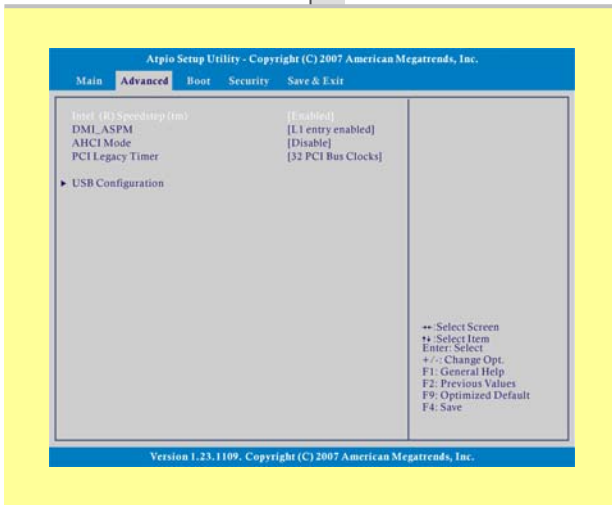 Atpio Setup Utility - Copyright (C) 2007 American Megatrends, Inc.
Main Advanced Boot Security Save & Exit
Intel (R) Speedstep (tm) [Enabled]
DMI_ASPM [L1 entry enabled]
AHCI Mode [Disable]
PCI Legacy Timer [32 PCI Bus Clocks]
► USB Configuration
↔:Select Screen
↑↓:Select Item
Enter: Select
+/-: Change Opt.
F1: General Help
F2: Previous Values
F9: Optimized Default
F4: Save
Version 1.23.1109. Copyright (C) 2007 American Megatrends, Inc.